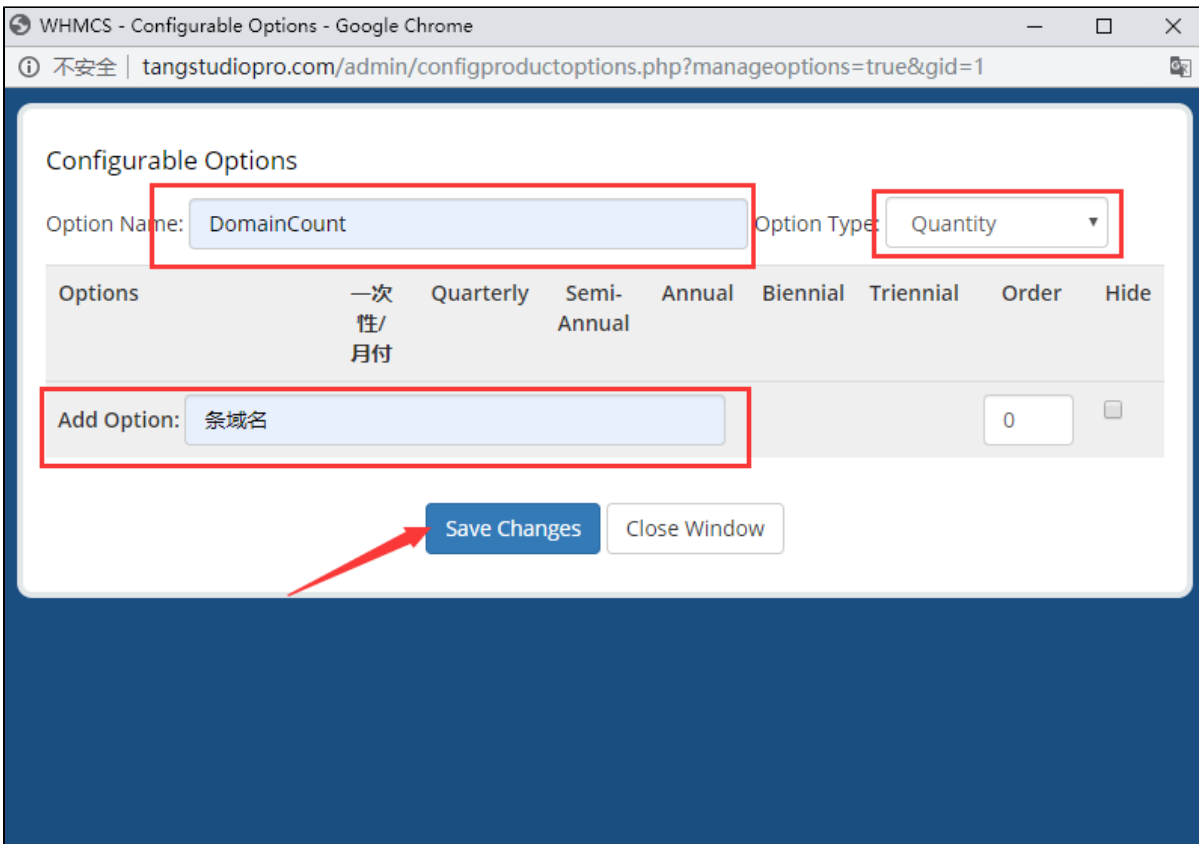 WHMCS - Configurable Options - Google Chrome
不安全 | tangstudiopro.com/admin/configproductoptions.php?manageoptions=true&gid=1
Configurable Options
Option Name: DomainCount Option Type: Quantity
Options 一次性/月付 Quarterly Semi-Annual Annual Biennial Triennial Order Hide
Add Option: 条域名 0
Save Changes Close Window